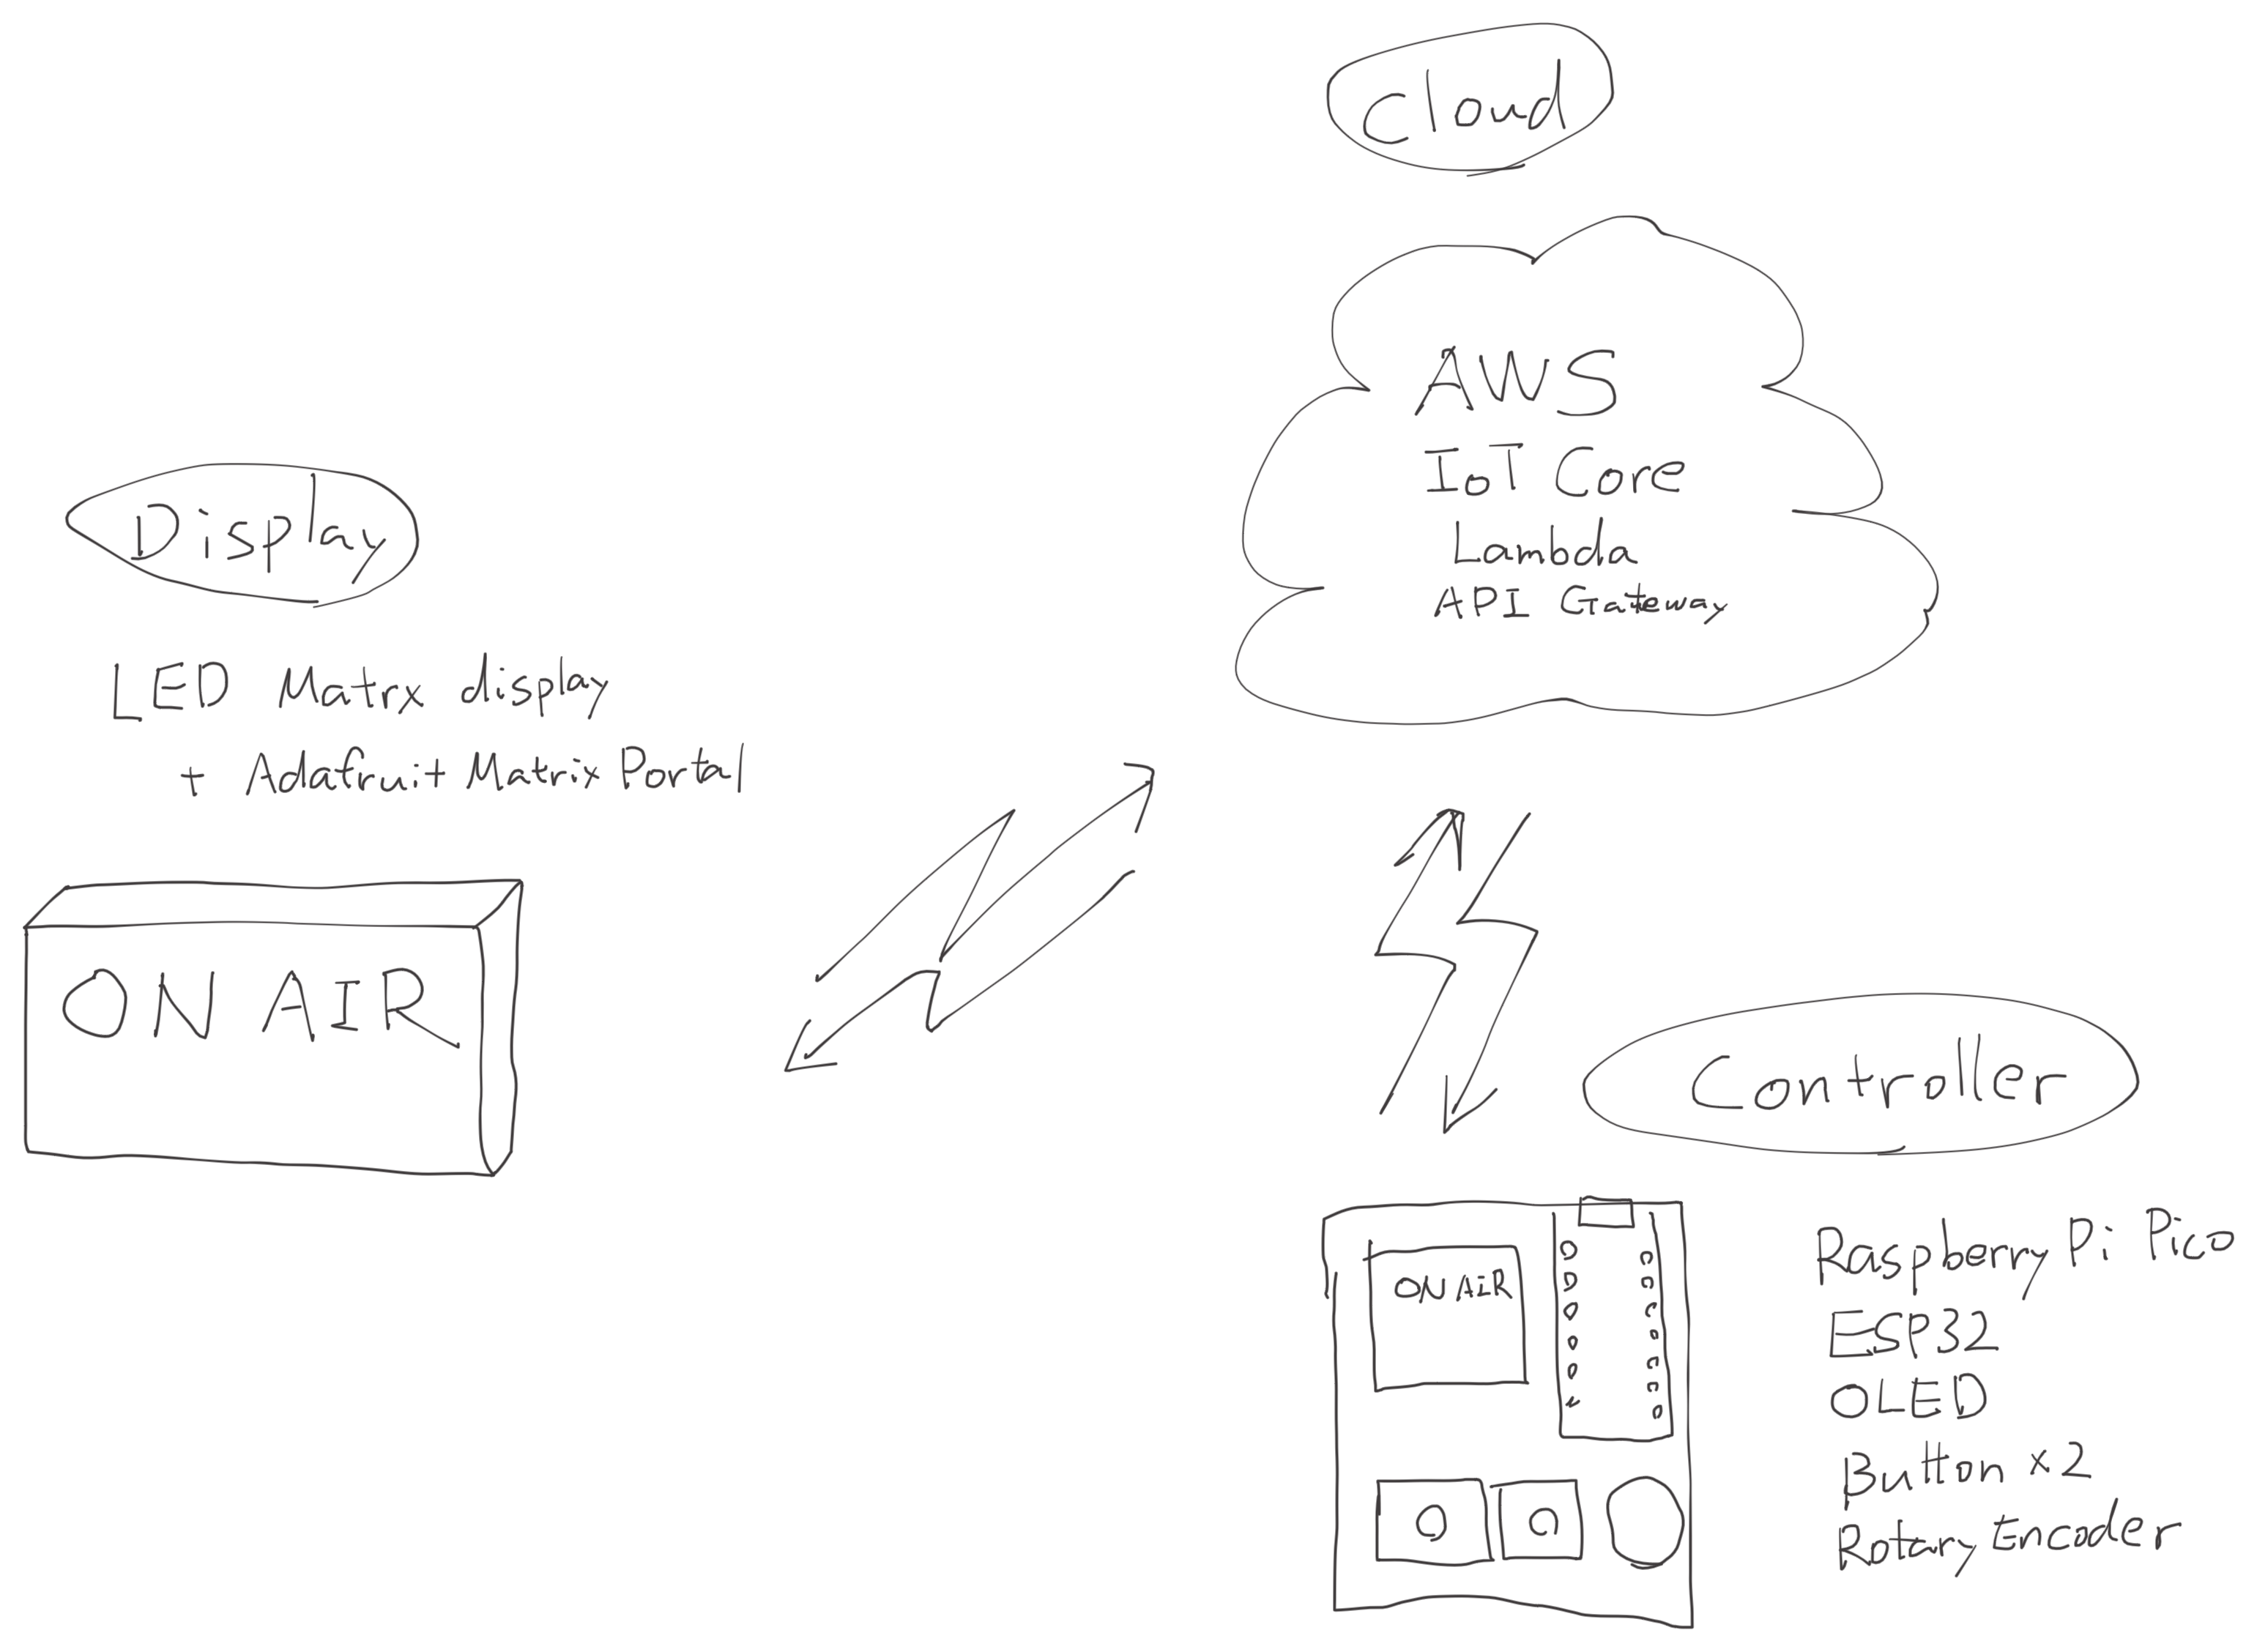 Cloud
AWS
IoT Core
Lambda
API Gateway
Display
LED Matrx display
+ Adafruit Matrix Portal
ON AIR
Controller
ON AIR
Raspberry Pi Pico
ESP32
OLED
Button x2
Rotary Encoder